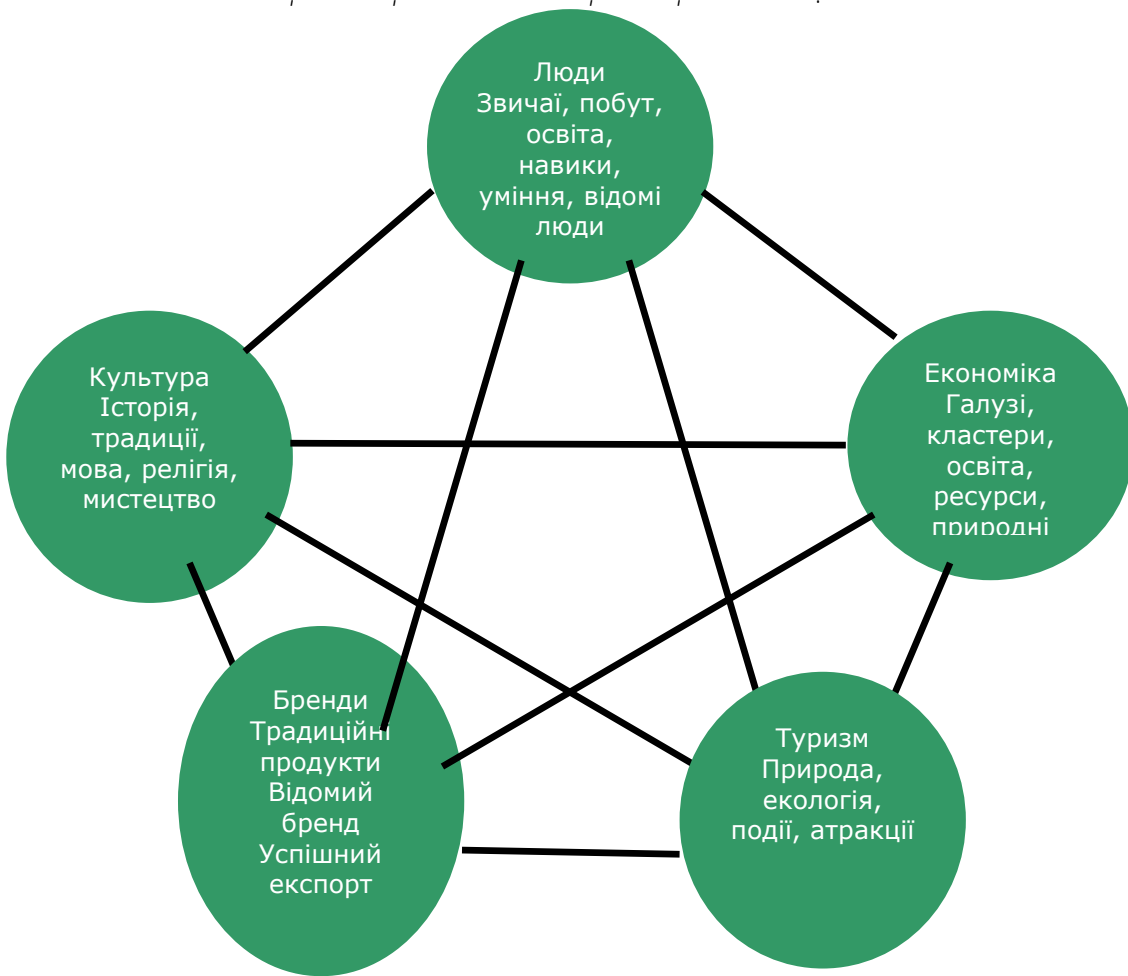 Люди
Звичаї, побут,
освіта,
навики,
уміння, відомі
люди
Культура
Історія,
традиції,
мова, релігія,
мистецтво
Економіка
Галузі,
кластери,
освіта,
ресурси,
природні
Бренди
Традиційні
продукти
Відомий
бренд
Успішний
експорт
Туризм
Природа,
екологія,
події, атракції